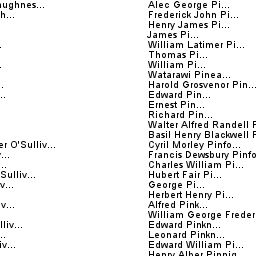 aughnes...
h...
er O'Sulliv...
Sulliv...
v...
v...
lliv...
iv...
Alec George Pi...
Frederick John Pi...
Henry James Pi...
James Pi...
William Latimer Pi...
Thomas Pi...
William Pi...
Watarawi Pinea...
Harold Grosvenor Pin...
Edward Pin...
Ernest Pin...
Richard Pin...
Walter Alfred Randell P
Basil Henry Blackwell P
Cyril Morley Pinfo...
Francis Dewsbury Pinfo
Charles William Pi...
Hubert Fair Pi...
George Pi...
Herbert Henry Pi...
Alfred Pink...
William George Freder
Edward Pinkn...
Leonard Pinkn...
Edward William Pi...
Henry Alber Pinnig